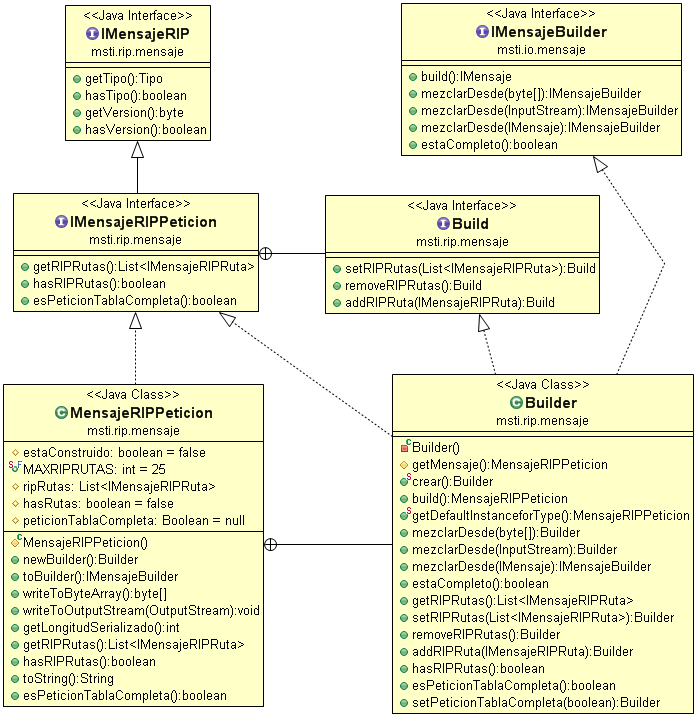 <<Java Interface>>
IMensajeRIP
msti.rip.mensaje
getTipo():Tipo
hasTipo():boolean
getVersion():byte
hasVersion():boolean
<<Java Interface>>
IMensajeBuilder
msti.io.mensaje
build():IMensaje
mezclarDesde(byte[]):IMensajeBuilder
mezclarDesde(InputStream):IMensajeBuilder
mezclarDesde(IMensaje):IMensajeBuilder
estaCompleto():boolean
<<Java Interface>>
IMensajeRIPPeticion
msti.rip.mensaje
getRIPRutas():List<IMensajeRIPRuta>
hasRIPRutas():boolean
esPeticionTablaCompleta():boolean
<<Java Interface>>
Build
msti.rip.mensaje
setRIPRutas(List<IMensajeRIPRuta>):Build
removeRIPRutas():Build
addRIPRuta(IMensajeRIPRuta):Build
<<Java Class>>
MensajeRIPPeticion
msti.rip.mensaje
estaConstruido: boolean = false
MAXRIPRUTAS: int = 25
ripRutas: List<IMensajeRIPRuta>
hasRutas: boolean = false
peticionTablaCompleta: Boolean = null
MensajeRIPPeticion()
newBuilder():Builder
toBuilder():IMensajeBuilder
writeToByteArray():byte[]
writeToOutputStream(OutputStream):void
getLongitudSerializado():int
getRIPRutas():List<IMensajeRIPRuta>
hasRIPRutas():boolean
toString():String
esPeticionTablaCompleta():boolean
<<Java Class>>
Builder
msti.rip.mensaje
Builder()
getMensaje():MensajeRIPPeticion
crear():Builder
build():MensajeRIPPeticion
getDefaultInstanceforType():MensajeRIPPeticion
mezclarDesde(byte[]):Builder
mezclarDesde(InputStream):Builder
mezclarDesde(IMensaje):IMensajeBuilder
estaCompleto():boolean
getRIPRutas():List<IMensajeRIPRuta>
setRIPRutas(List<IMensajeRIPRuta>):Builder
removeRIPRutas():Builder
addRIPRuta(IMensajeRIPRuta):Builder
hasRIPRutas():boolean
esPeticionTablaCompleta():boolean
setPeticionTablaCompleta(boolean):Builder